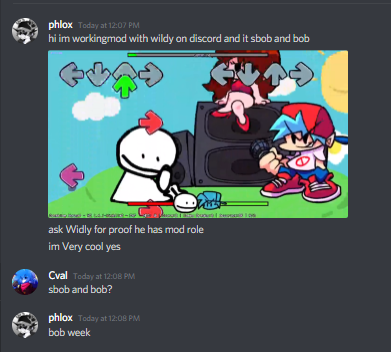 phlox Today at 12:07 PM
hi im workingmod with wildy on discord and it sbob and bob
ask Widly for proof he has mod role
im Very cool yes
Cval Today at 12:08 PM
sbob and bob?
phlox Today at 12:08 PM
bob week